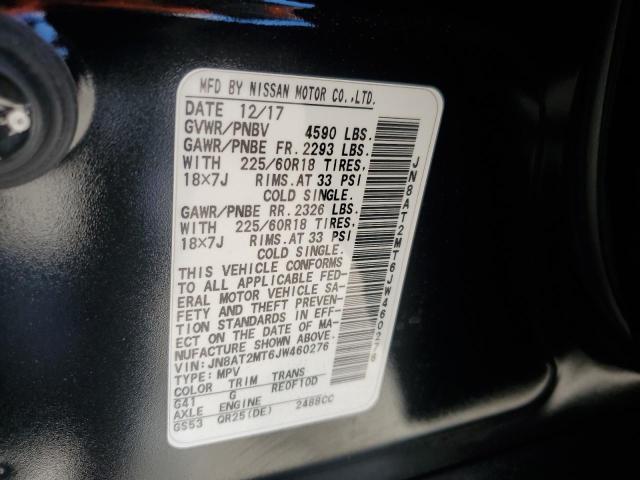 MFD BY NISSAN MOTOR CO.,LTD.
DATE 12/17
GVWR/PNBV 4590 LBS.
GAWR/PNBE FR. 2293 LBS.
WITH 225/60R18 TIRES,
18×7J RIMS.AT 33 PSI
COLD SINGLE.
GAWR/PNBE RR. 2326 LBS.
WITH 225/60R18 TIRES,
18×7J RIMS.AT 33 PSI
COLD SINGLE.
THIS VEHICLE CONFORMS
TO ALL APPLICABLE FED-
ERAL MOTOR VEHICLE SA-
FETY AND THEFT PREVEN-
TION STANDARDS IN EFF-
ECT ON THE DATE OF MA-
NUFACTURE SHOWN ABOVE.
VIN: JN8AT2MT6JW460276
TYPE: MPV
COLOR TRIM TRANS
G41 G RE0F10D
AXLE ENGINE
GS53 QR25(DE) 2488CC
JN8AT2MT6JW460276